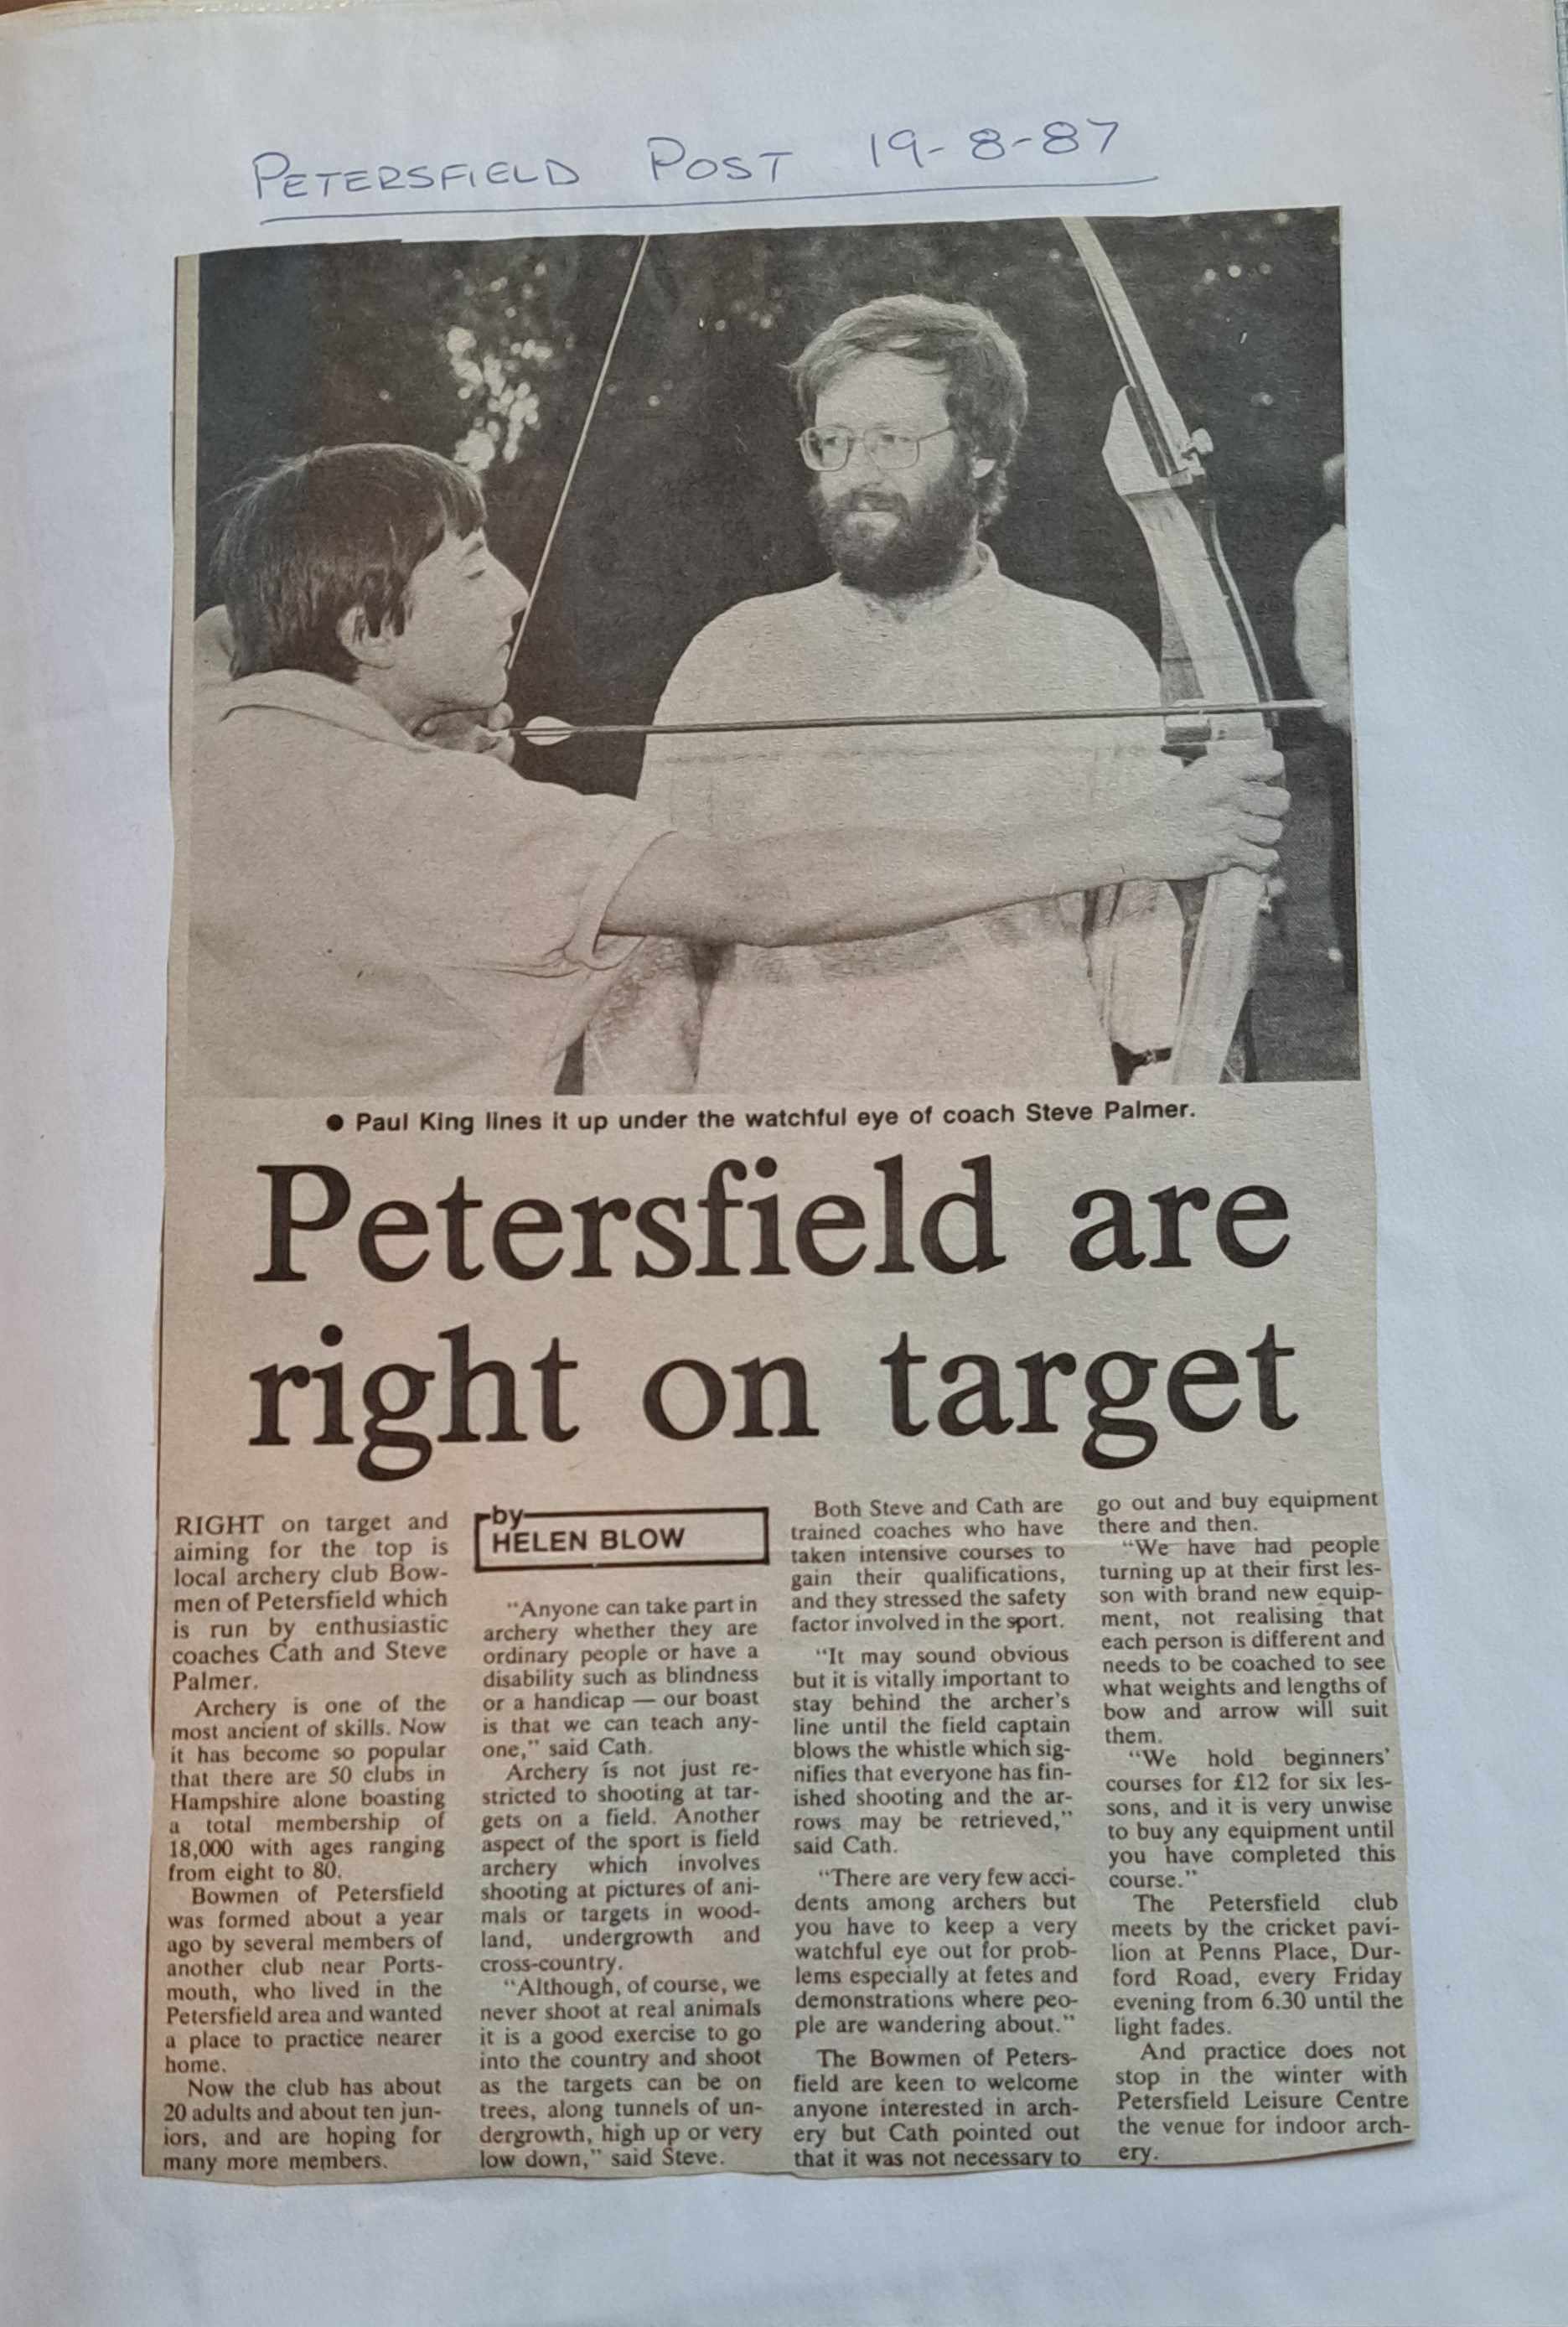 PETERSFIELD POST 19-8-87
● Paul King lines it up under the watchful eye of coach Steve Palmer.
Petersfield are
right on target
RIGHT on target and
aiming for the top is
local archery club Bow-
men of Petersfield which
is run by enthusiastic
coaches Cath and Steve
Palmer.
Archery is one of the
most ancient of skills. Now
it has become so popular
that there are 50 clubs in
Hampshire alone boasting
a total membership of
18,000 with ages ranging
from eight to 80.
Bowmen of Petersfield
was formed about a year
ago by several members of
another club near Ports-
mouth, who lived in the
Petersfield area and wanted
a place to practice nearer
home.
Now the club has about
20 adults and about ten jun-
iors, and are hoping for
many more members.
by
HELEN BLOW
“Anyone can take part in
archery whether they are
ordinary people or have a
disability such as blindness
or a handicap — our boast
is that we can teach any-
one,” said Cath.
Archery is not just re-
stricted to shooting at tar-
gets on a field. Another
aspect of the sport is field
archery which involves
shooting at pictures of ani-
mals or targets in wood-
land, undergrowth and
cross-country.
“Although, of course, we
never shoot at real animals
it is a good exercise to go
into the country and shoot
as the targets can be on
trees, along tunnels of un-
dergrowth, high up or very
low down,” said Steve.
Both Steve and Cath are
trained coaches who have
taken intensive courses to
gain their qualifications,
and they stressed the safety
factor involved in the sport.
“It may sound obvious
but it is vitally important to
stay behind the archer’s
line until the field captain
blows the whistle which sig-
nifies that everyone has fin-
ished shooting and the ar-
rows may be retrieved,”
said Cath.
“There are very few acci-
dents among archers but
you have to keep a very
watchful eye out for prob-
lems especially at fetes and
demonstrations where peo-
ple are wandering about.”
The Bowmen of Peters-
field are keen to welcome
anyone interested in arch-
ery but Cath pointed out
that it was not necessary to
go out and buy equipment
there and then.
“We have had people
turning up at their first les-
son with brand new equip-
ment, not realising that
each person is different and
needs to be coached to see
what weights and lengths of
bow and arrow will suit
them.
“We hold beginners’
courses for £12 for six les-
sons, and it is very unwise
to buy any equipment until
you have completed this
course.”
The Petersfield club
meets by the cricket pavi-
lion at Penns Place, Dur-
ford Road, every Friday
evening from 6.30 until the
light fades.
And practice does not
stop in the winter with
Petersfield Leisure Centre
the venue for indoor arch-
ery.